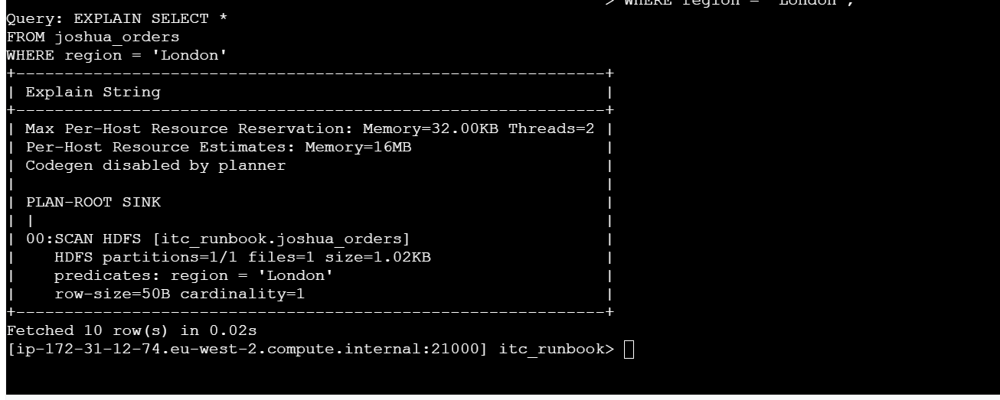 > WHERE region = 'London';
Query: EXPLAIN SELECT *
FROM joshua_orders
WHERE region = 'London'
+-------------------------------------------------------------+
| Explain String                                              |
+-------------------------------------------------------------+
| Max Per-Host Resource Reservation: Memory=32.00KB Threads=2 |
| Per-Host Resource Estimates: Memory=16MB                    |
| Codegen disabled by planner                                 |
|                                                             |
| PLAN-ROOT SINK                                              |
| |                                                           |
| 00:SCAN HDFS [itc_runbook.joshua_orders]                    |
|    HDFS partitions=1/1 files=1 size=1.02KB                  |
|    predicates: region = 'London'                            |
|    row-size=50B cardinality=1                               |
+-------------------------------------------------------------+
Fetched 10 row(s) in 0.02s
[ip-172-31-12-74.eu-west-2.compute.internal:21000] itc_runbook>